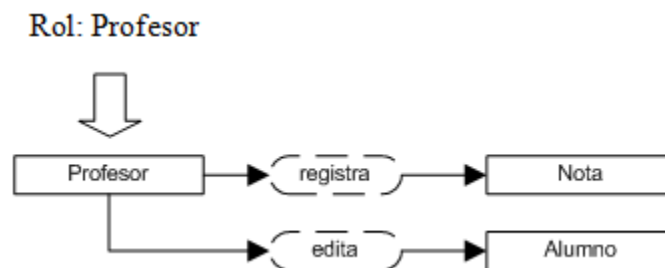 Rol: Profesor
Profesor
registra
Nota
edita
Alumno